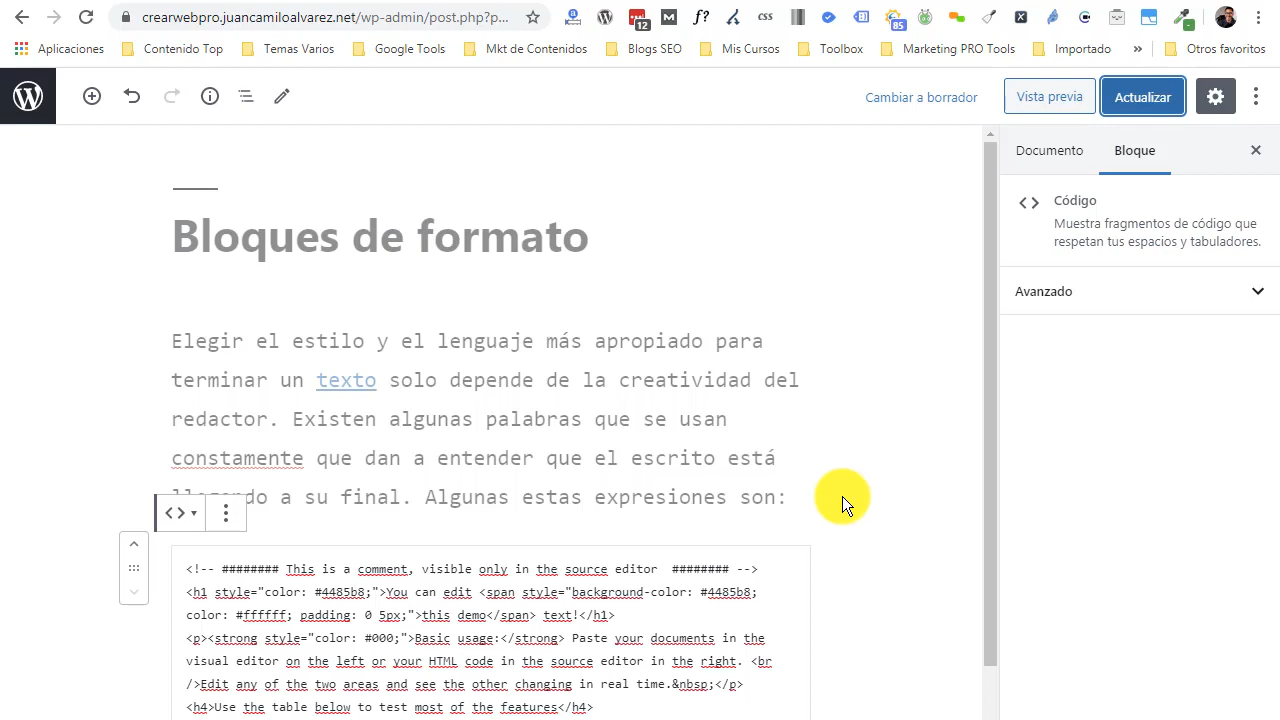 crearwebpro.juancamiloalvarez.net/wp-admin/post.php?p...
12
f?
css
85
Aplicaciones
Contenido Top
Temas Varios
Google Tools
Mkt de Contenidos
Blogs SEO
Mis Cursos
Toolbox
Marketing PRO Tools
Importado
»
Otros favoritos
Cambiar a borrador
Vista previa
Actualizar
Documento
Bloque
Código
Muestra fragmentos de código que
respetan tus espacios y tabuladores.
Avanzado
Bloques de formato
Elegir el estilo y el lenguaje más apropiado para
terminar un texto solo depende de la creatividad del
redactor. Existen algunas palabras que se usan
constamente que dan a entender que el escrito está
llegando a su final. Algunas estas expresiones son:
<!-- ######## This is a comment, visible only in the source editor  ######## -->
<h1 style="color: #4485b8;">You can edit <span style="background-color: #4485b8;
color: #ffffff; padding: 0 5px;">this demo</span> text!</h1>
<p><strong style="color: #000;">Basic usage:</strong> Paste your documents in the
visual editor on the left or your HTML code in the source editor in the right. <br
/>Edit any of the two areas and see the other changing in real time.&nbsp;</p>
<h4>Use the table below to test most of the features</h4>